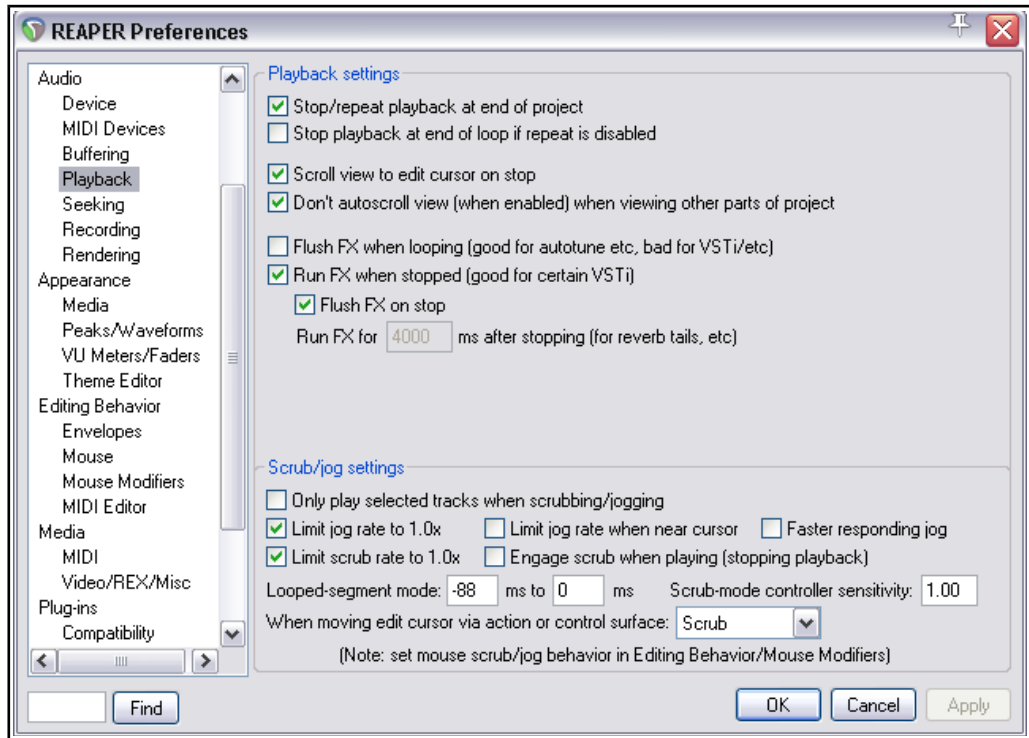 REAPER Preferences
Audio
Device
MIDI Devices
Buffering
Playback
Seeking
Recording
Rendering
Appearance
Media
Peaks/Waveforms
VU Meters/Faders
Theme Editor
Editing Behavior
Envelopes
Mouse
Mouse Modifiers
MIDI Editor
Media
MIDI
Video/REX/Misc
Plug-ins
Compatibility
Find
Playback settings
Stop/repeat playback at end of project
Stop playback at end of loop if repeat is disabled
Scroll view to edit cursor on stop
Don't autoscroll view (when enabled) when viewing other parts of project
Flush FX when looping (good for autotune etc, bad for VSTi/etc)
Run FX when stopped (good for certain VSTi)
Flush FX on stop
Run FX for 4000 ms after stopping (for reverb tails, etc)
Scrub/jog settings
Only play selected tracks when scrubbing/jogging
Limit jog rate to 1.0x Limit jog rate when near cursor Faster responding jog
Limit scrub rate to 1.0x Engage scrub when playing (stopping playback)
Looped-segment mode: -88 ms to 0 ms Scrub-mode controller sensitivity: 1.00
When moving edit cursor via action or control surface: Scrub
(Note: set mouse scrub/jog behavior in Editing Behavior/Mouse Modifiers)
OK Cancel Apply